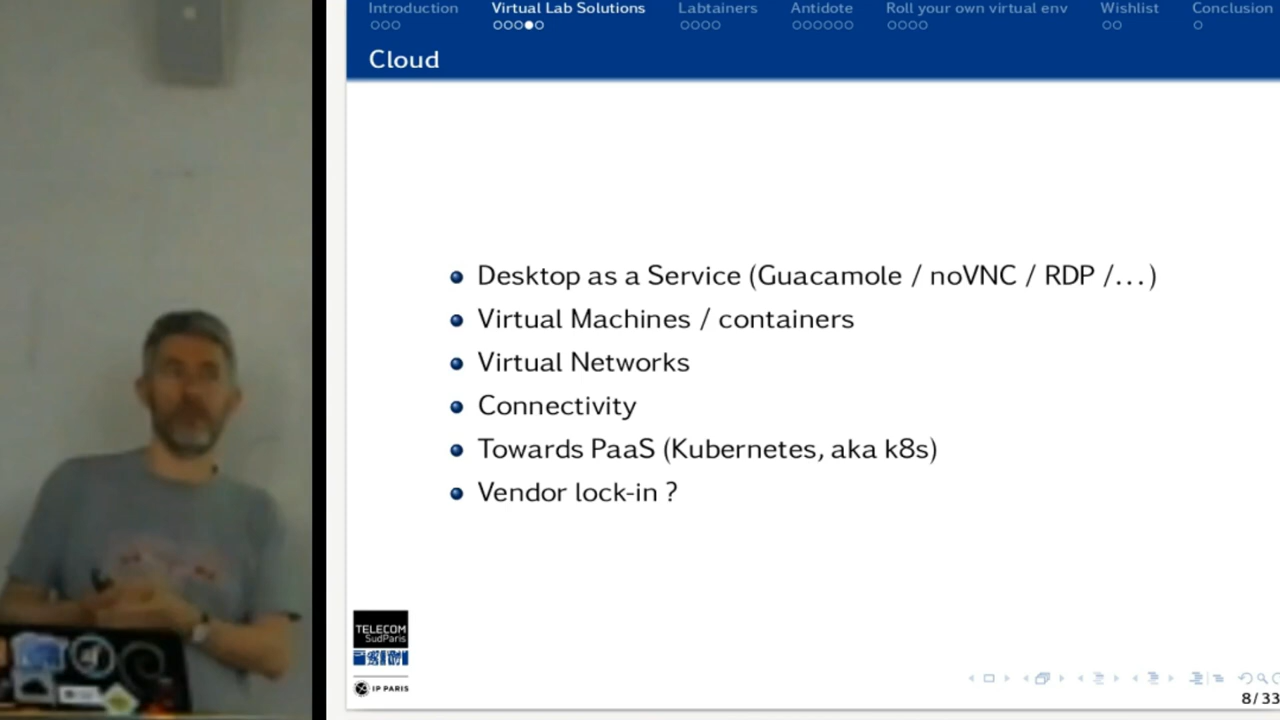 Introduction Virtual Lab Solutions Labtainers Antidote Roll your own virtual env Wishlist Conclusion
Cloud
Desktop as a Service (Guacamole / noVNC / RDP /...)
Virtual Machines / containers
Virtual Networks
Connectivity
Towards PaaS (Kubernetes, aka k8s)
Vendor lock-in ?
TELECOM
SudParis
IP PARIS
8/33